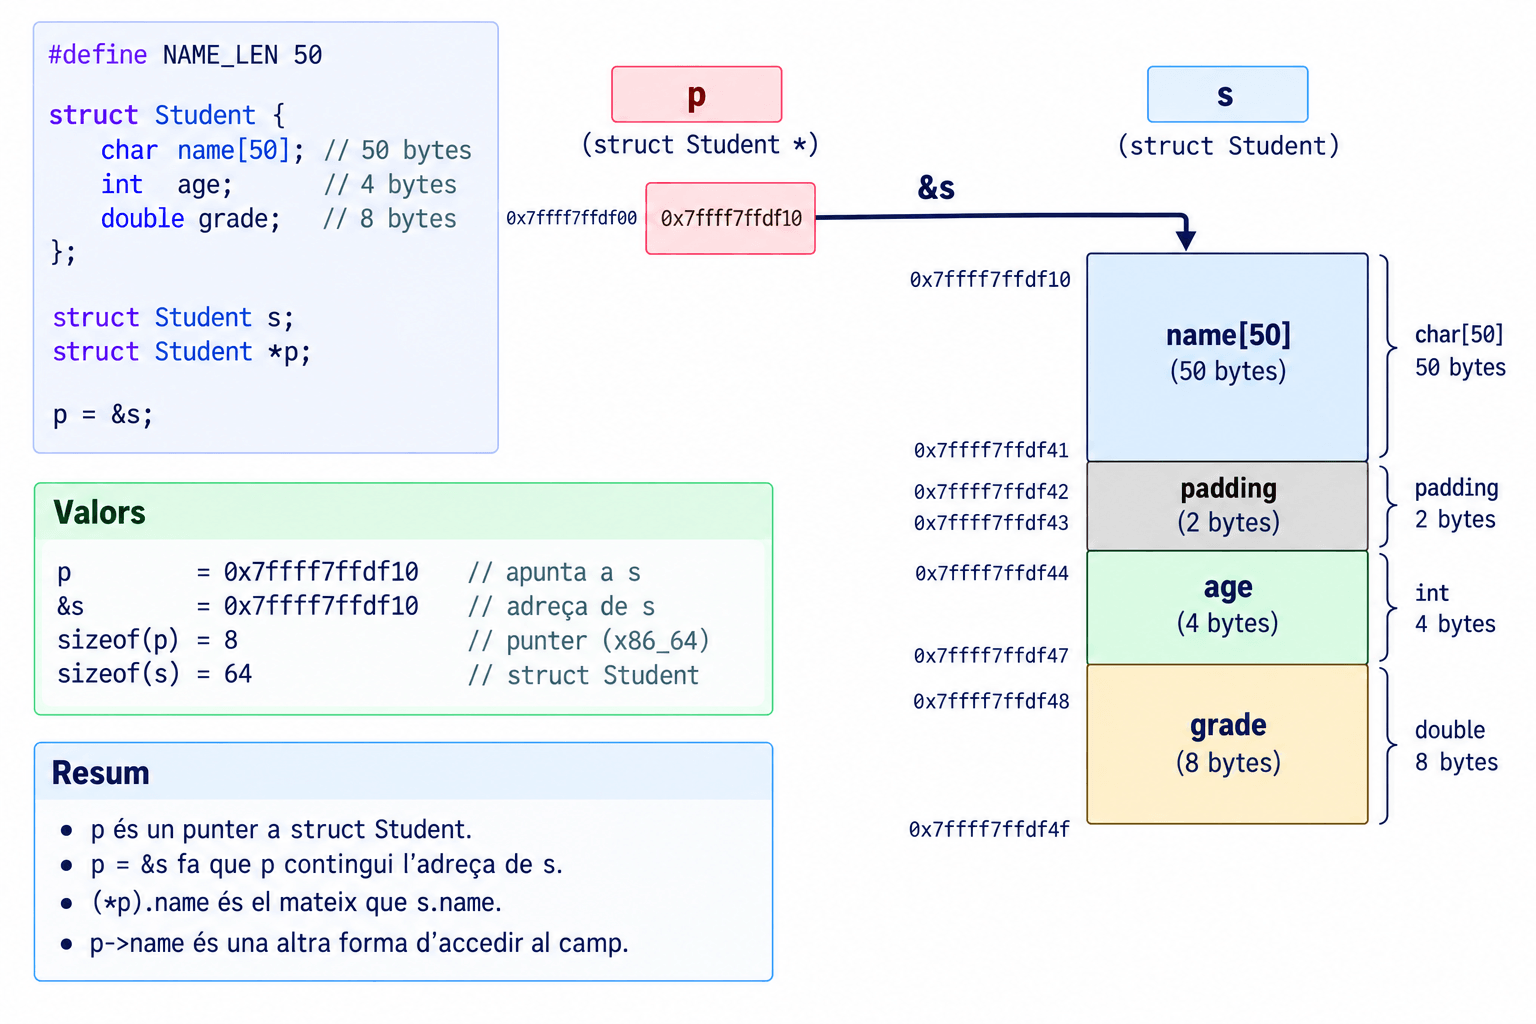 #define NAME_LEN 50
struct Student {
char name[50]; // 50 bytes
int age; // 4 bytes
double grade; // 8 bytes
};
struct Student s;
struct Student *p;
p = &s;
p
(struct Student *)
0x7ffff7ffdf00
0x7ffff7ffdf10
&s
s
(struct Student)
0x7ffff7ffdf10
name[50]
(50 bytes)
char[50]
50 bytes
0x7ffff7ffdf41
0x7ffff7ffdf42
0x7ffff7ffdf43
padding
(2 bytes)
padding
2 bytes
0x7ffff7ffdf44
age
(4 bytes)
int
4 bytes
0x7ffff7ffdf47
0x7ffff7ffdf48
grade
(8 bytes)
double
8 bytes
0x7ffff7ffdf4f
Valors
p = 0x7ffff7ffdf10 // apunta a s
&s = 0x7ffff7ffdf10 // adreça de s
sizeof(p) = 8 // punter (x86_64)
sizeof(s) = 64 // struct Student
Resum
• p és un punter a struct Student.
• p = &s fa que p contingui l’adreça de s.
• (*p).name és el mateix que s.name.
• p->name és una altra forma d’accedir al camp.